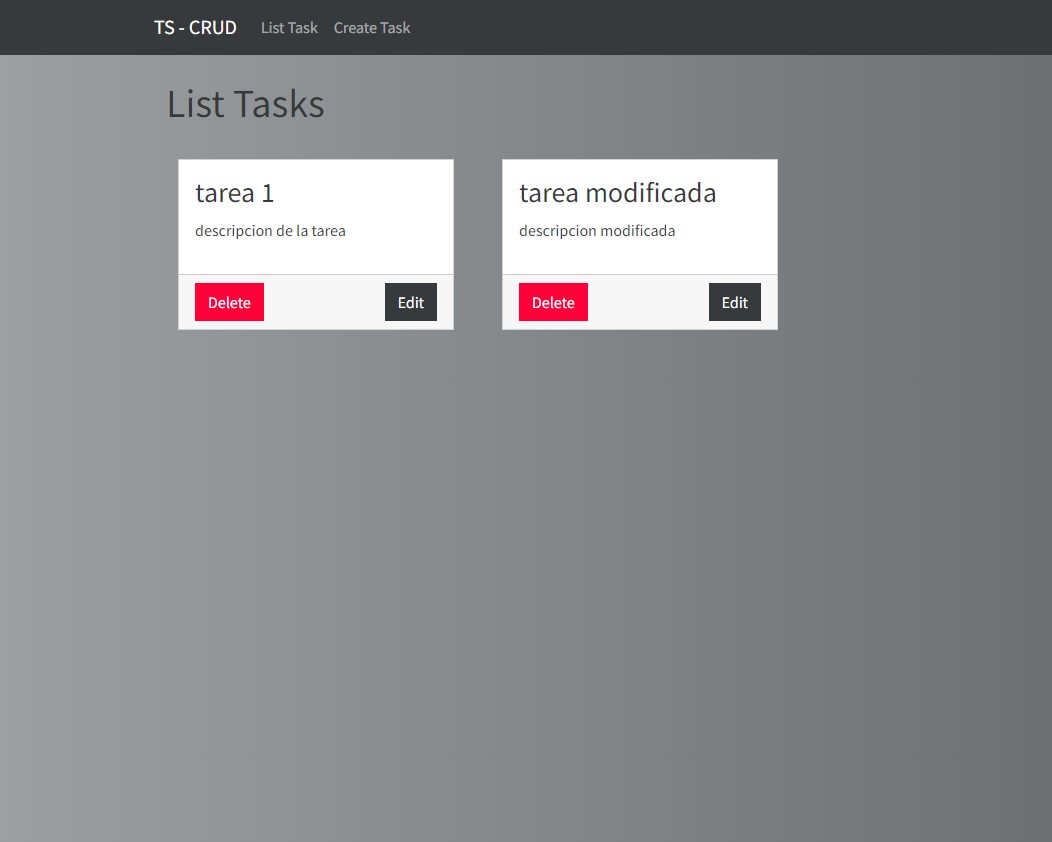 TS - CRUD List Task Create Task
List Tasks
tarea 1
descripcion de la tarea
Delete Edit
tarea modificada
descripcion modificada
Delete Edit